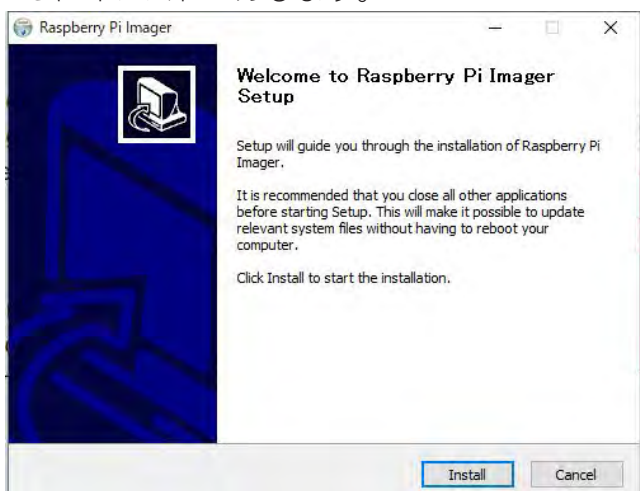 Raspberry Pi Imager
Welcome to Raspberry Pi Imager
Setup
Setup will guide you through the installation of Raspberry Pi
Imager.
It is recommended that you close all other applications
before starting Setup. This will make it possible to update
relevant system files without having to reboot your
computer.
Click Install to start the installation.
Install
Cancel